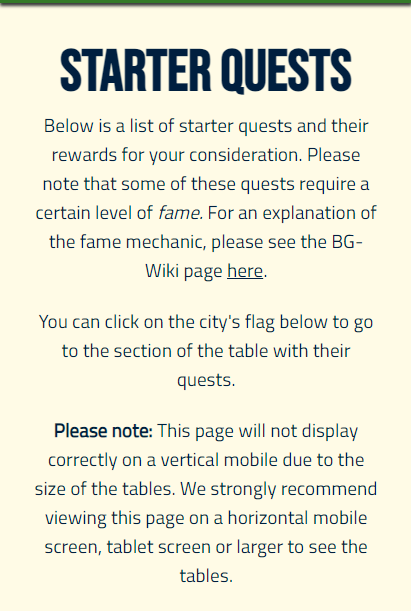 STARTER QUESTS
Below is a list of starter quests and their
rewards for your consideration. Please
note that some of these quests require a
certain level of fame. For an explanation of
the fame mechanic, please see the BG-
Wiki page here.
You can click on the city's flag below to go
to the section of the table with their
quests.
Please note: This page will not display
correctly on a vertical mobile due to the
size of the tables. We strongly recommend
viewing this page on a horizontal mobile
screen, tablet screen or larger to see the
tables.